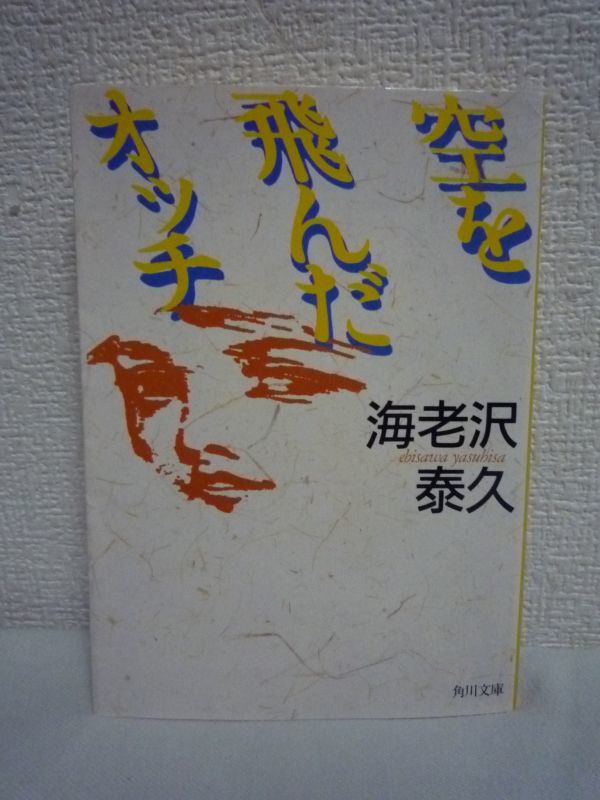 空を
飛んだ
オッチ
海老沢
ebisawa yasuhisa
泰久
角川文庫